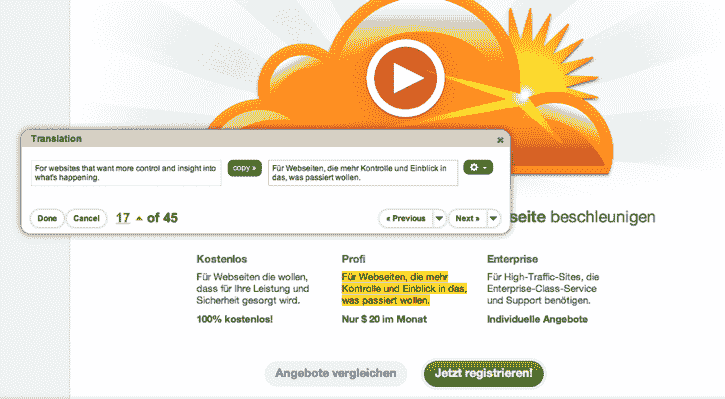 Translation
For websites that want more control and insight into
what's happening.
copy »
Für Webseiten, die mehr Kontrolle und Einblick in
das, was passiert wollen.
Done
Cancel
17
of 45
« Previous
Next »
seite beschleunigen
Kostenlos
Für Webseiten die wollen,
dass für Ihre Leistung und
Sicherheit gesorgt wird.
100% kostenlos!
Profi
Für Webseiten, die mehr
Kontrolle und Einblick in das,
was passiert wollen.
Nur $ 20 im Monat
Enterprise
Für High-Traffic-Sites, die
Enterprise-Class-Service
und Support benötigen.
Individuelle Angebote
Angebote vergleichen
Jetzt registrieren!